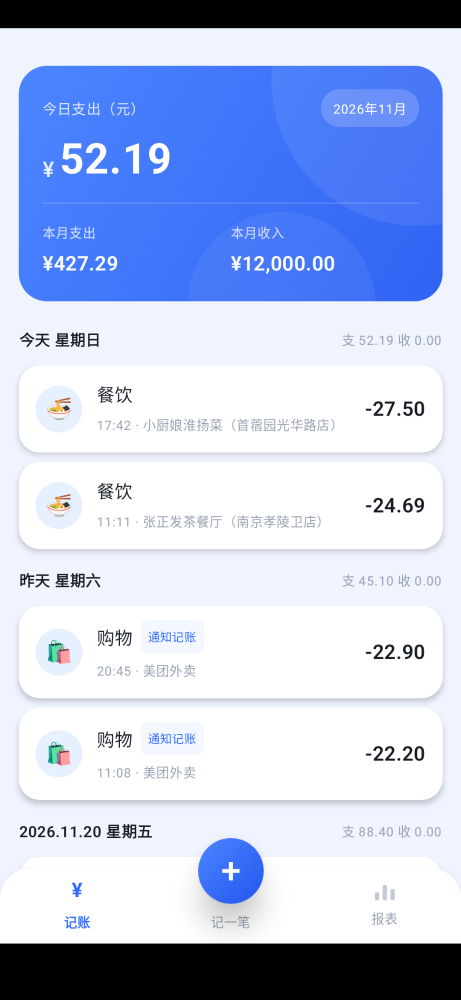 今日支出（元）
2026年11月
¥ 52.19
本月支出
本月收入
¥427.29
¥12,000.00
今天 星期日
支 52.19 收 0.00
餐饮
17:42 · 小厨娘淮扬菜（首蓿园光华路店）
-27.50
餐饮
11:11 · 张正发茶餐厅（南京孝陵卫店）
-24.69
昨天 星期六
支 45.10 收 0.00
购物 通知记账
20:45 · 美团外卖
-22.90
购物 通知记账
11:08 · 美团外卖
-22.20
2026.11.20 星期五
支 88.40 收 0.00
¥
记账
+
记一笔
报表